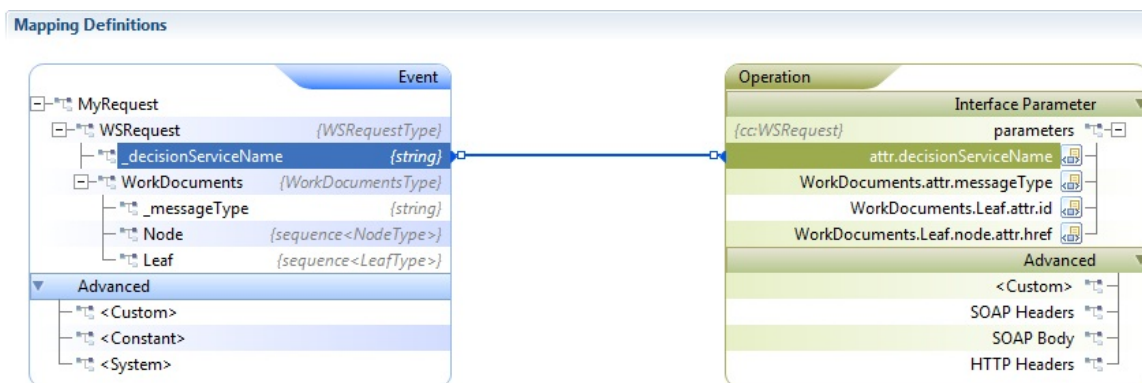 Mapping Definitions
Event
MyRequest
WSRequest {WSRequestType}
_decisionServiceName {string}
WorkDocuments {WorkDocumentsType}
_messageType {string}
Node {sequence<NodeType>}
Leaf {sequence<LeafType>}
Advanced
<Custom>
<Constant>
<System>
Operation
Interface Parameter
{cc:WSRequest} parameters
attr.decisionServiceName
WorkDocuments.attr.messageType
WorkDocuments.Leaf.attr.id
WorkDocuments.Leaf.node.attr.href
Advanced
<Custom>
SOAP Headers
SOAP Body
HTTP Headers